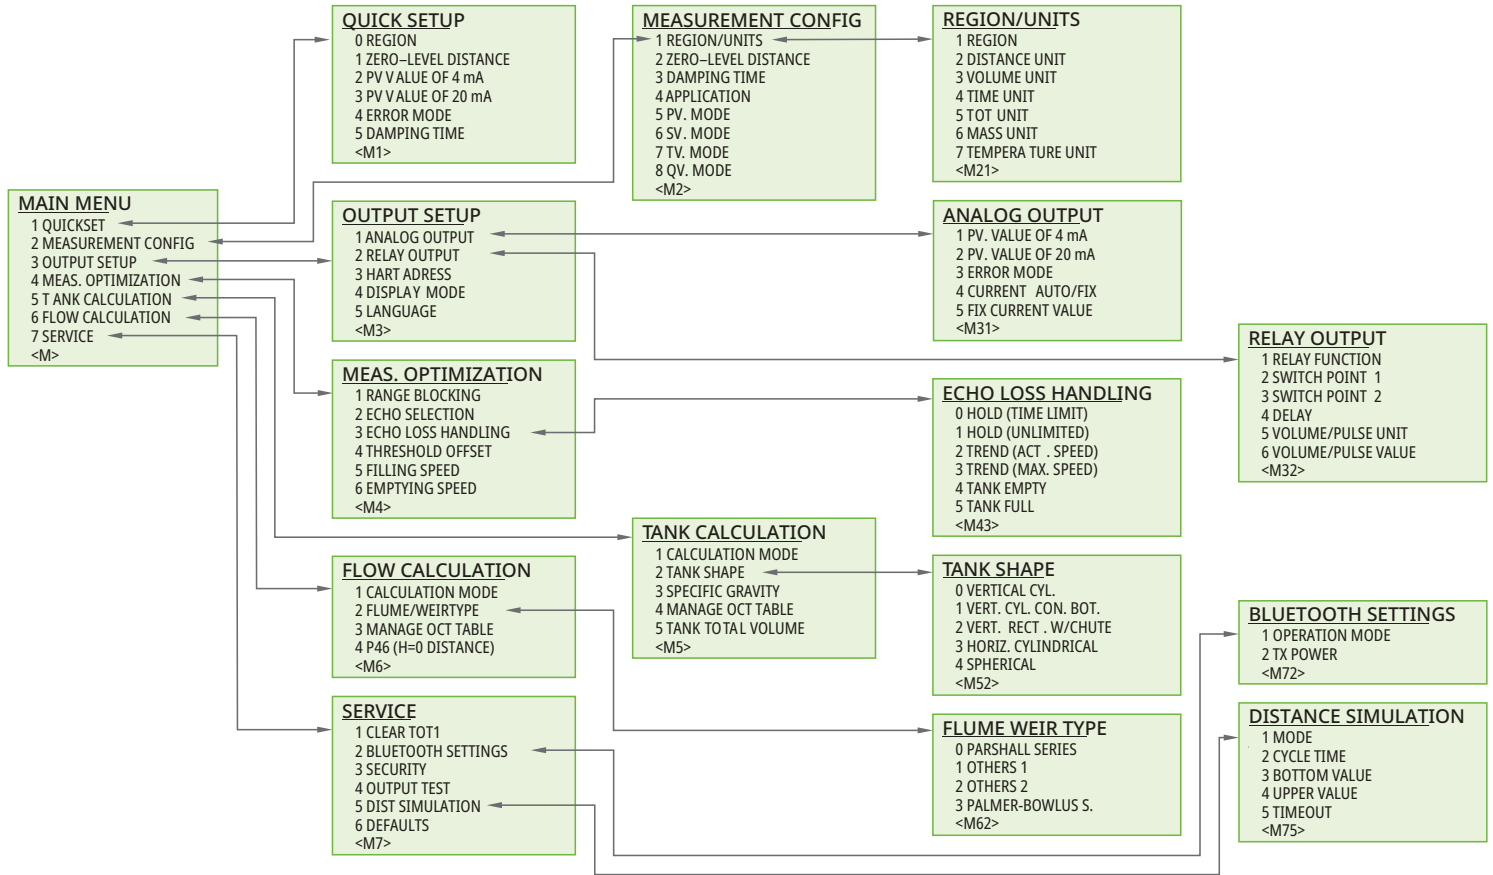 MAIN MENU
1 QUICKSET
2 MEASUREMENT CONFIG
3 OUTPUT SETUP
4 MEAS. OPTIMIZATION
5 T ANK CALCULATION
6 FLOW CALCULATION
7 SERVICE
<M>
QUICK SETUP
0 REGION
1 ZERO–LEVEL DISTANCE
2 PV V ALUE OF 4 mA
3 PV V ALUE OF 20 mA
4 ERROR MODE
5 DAMPING TIME
<M1>
MEASUREMENT CONFIG
1 REGION/UNITS
2 ZERO–LEVEL DISTANCE
3 DAMPING TIME
4 APPLICATION
5 PV. MODE
6 SV. MODE
7 TV. MODE
8 QV. MODE
<M2>
REGION/UNITS
1 REGION
2 DISTANCE UNIT
3 VOLUME UNIT
4 TIME UNIT
5 TOT UNIT
6 MASS UNIT
7 TEMPERA TURE UNIT
<M21>
OUTPUT SETUP
1 ANALOG OUTPUT
2 RELAY OUTPUT
3 HART ADRESS
4 DISPLAY MODE
5 LANGUAGE
<M3>
ANALOG OUTPUT
1 PV. VALUE OF 4 mA
2 PV. VALUE OF 20 mA
3 ERROR MODE
4 CURRENT AUTO/FIX
5 FIX CURRENT VALUE
<M31>
RELAY OUTPUT
1 RELAY FUNCTION
2 SWITCH POINT 1
3 SWITCH POINT 2
4 DELAY
5 VOLUME/PULSE UNIT
6 VOLUME/PULSE VALUE
<M32>
MEAS. OPTIMIZATION
1 RANGE BLOCKING
2 ECHO SELECTION
3 ECHO LOSS HANDLING
4 THRESHOLD OFFSET
5 FILLING SPEED
6 EMPTYING SPEED
<M4>
ECHO LOSS HANDLING
0 HOLD (TIME LIMIT)
1 HOLD (UNLIMITED)
2 TREND (ACT . SPEED)
3 TREND (MAX. SPEED)
4 TANK EMPTY
5 TANK FULL
<M43>
TANK CALCULATION
1 CALCULATION MODE
2 TANK SHAPE
3 SPECIFIC GRAVITY
4 MANAGE OCT TABLE
5 TANK TOTAL VOLUME
<M5>
TANK SHAPE
0 VERTICAL CYL.
1 VERT. CYL. CON. BOT.
2 VERT. RECT . W/CHUTE
3 HORIZ. CYLINDRICAL
4 SPHERICAL
<M52>
FLOW CALCULATION
1 CALCULATION MODE
2 FLUME/WEIRTYPE
3 MANAGE OCT TABLE
4 P46 (H=0 DISTANCE)
<M6>
FLUME WEIR TYPE
0 PARSHALL SERIES
1 OTHERS 1
2 OTHERS 2
3 PALMER-BOWLUS S.
<M62>
SERVICE
1 CLEAR TOT1
2 BLUETOOTH SETTINGS
3 SECURITY
4 OUTPUT TEST
5 DIST SIMULATION
6 DEFAULTS
<M7>
BLUETOOTH SETTINGS
1 OPERATION MODE
2 TX POWER
<M72>
DISTANCE SIMULATION
1 MODE
2 CYCLE TIME
3 BOTTOM VALUE
4 UPPER VALUE
5 TIMEOUT
<M75>